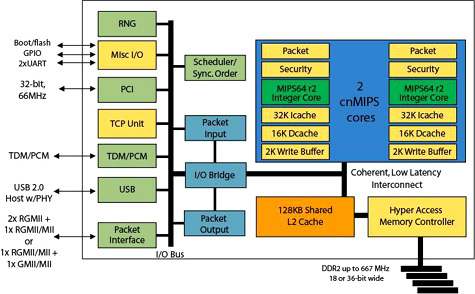 RNG
Boot/flash
GPIO
2xUART
Misc I/O
32-bit,
66MHz
PCI
TCP Unit
TDM/PCM
TDM/PCM
USB 2.0
Host w/PHY
USB
2x RGMII +
1x RGMII/MII
or
1x RGMII/MII +
1x GMII/MII
Packet
Interface
I/O Bus
Scheduler/
Sync. Order
Packet
Input
I/O Bridge
Packet
Output
Packet
Security
MIPS64 r2
Integer Core
32K Icache
16K Dcache
2K Write Buffer
2
cnMIPS
cores
Packet
Security
MIPS64 r2
Integer Core
32K Icache
16K Dcache
2K Write Buffer
Coherent, Low Latency
Interconnect
128KB Shared
L2 Cache
Hyper Access
Memory Controller
DDR2 up to 667 MHz
18 or 36-bit wide